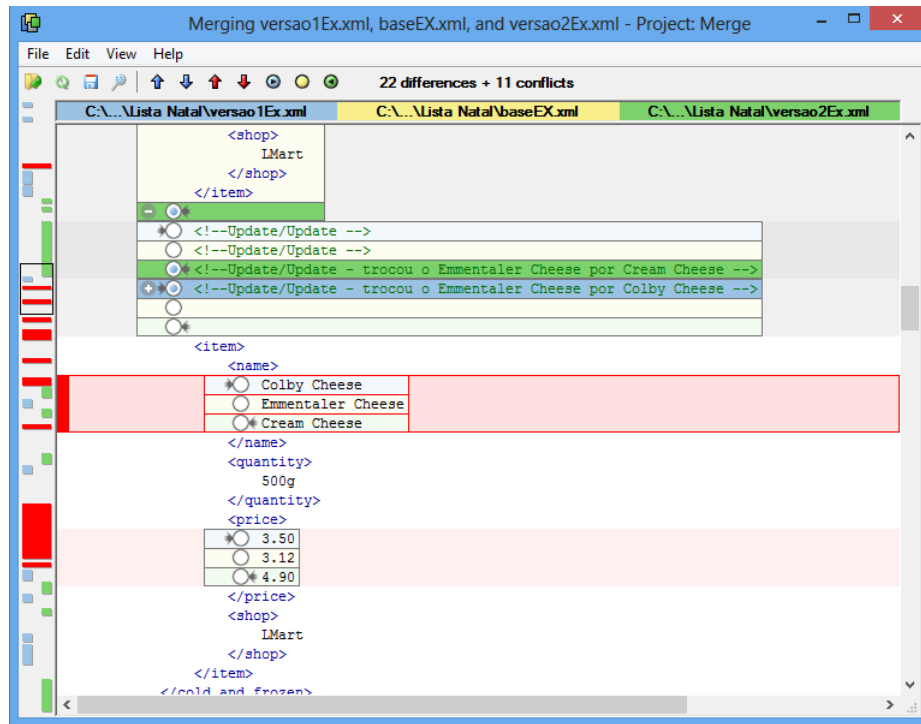 Merging versao1Ex.xml, baseEX.xml, and versao2Ex.xml - Project: Merge
File Edit View Help
22 differences + 11 conflicts
C:\...\Lista Natal\versao1Ex.xml C:\...\Lista Natal\baseEX.xml C:\...\Lista Natal\versao2Ex.xml
<shop>
LMart
</shop>
</item>
<!--Update/Update -->
<!--Update/Update -->
<!--Update/Update - trocou o Emmentaler Cheese por Cream Cheese -->
<!--Update/Update - trocou o Emmentaler Cheese por Colby Cheese -->
<item>
<name>
Colby Cheese
Emmentaler Cheese
Cream Cheese
</name>
<quantity>
500g
</quantity>
<price>
3.50
3.12
4.90
</price>
<shop>
LMart
</shop>
</item>
</cold and frozen>